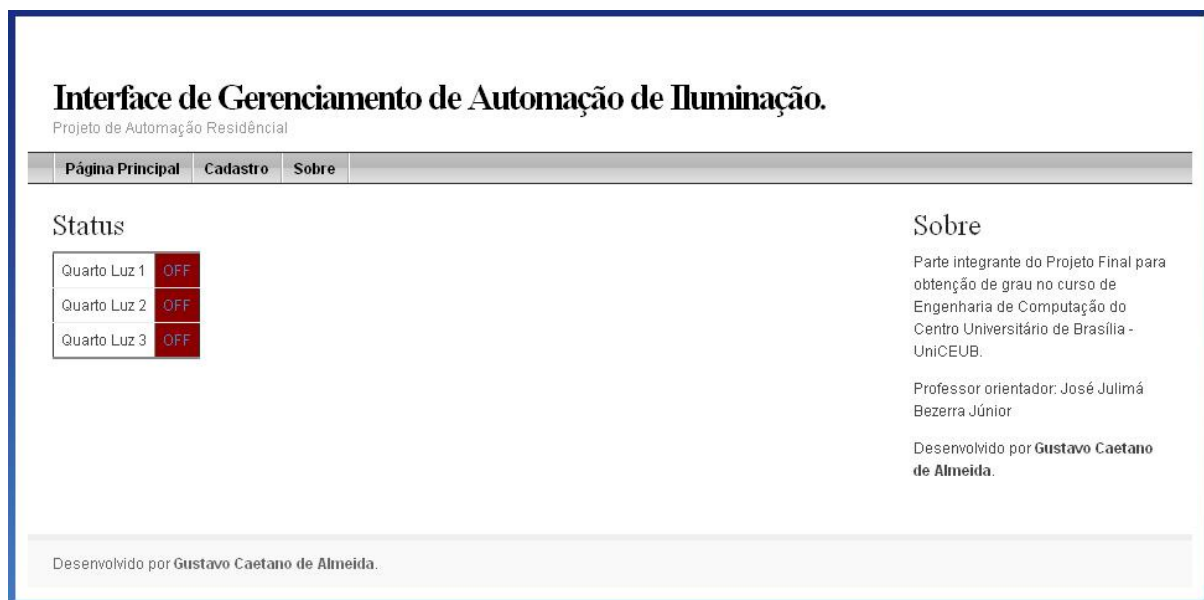 Interface de Gerenciamento de Automação de Iluminação.
Projeto de Automação Residêncial
Página Principal Cadastro Sobre
Status
Quarto Luz 1 OFF
Quarto Luz 2 OFF
Quarto Luz 3 OFF
Sobre
Parte integrante do Projeto Final para
obtenção de grau no curso de
Engenharia de Computação do
Centro Universitário de Brasília -
UniCEUB.
Professor orientador: José Julimá
Bezerra Júnior
Desenvolvido por Gustavo Caetano
de Almeida.
Desenvolvido por Gustavo Caetano de Almeida.